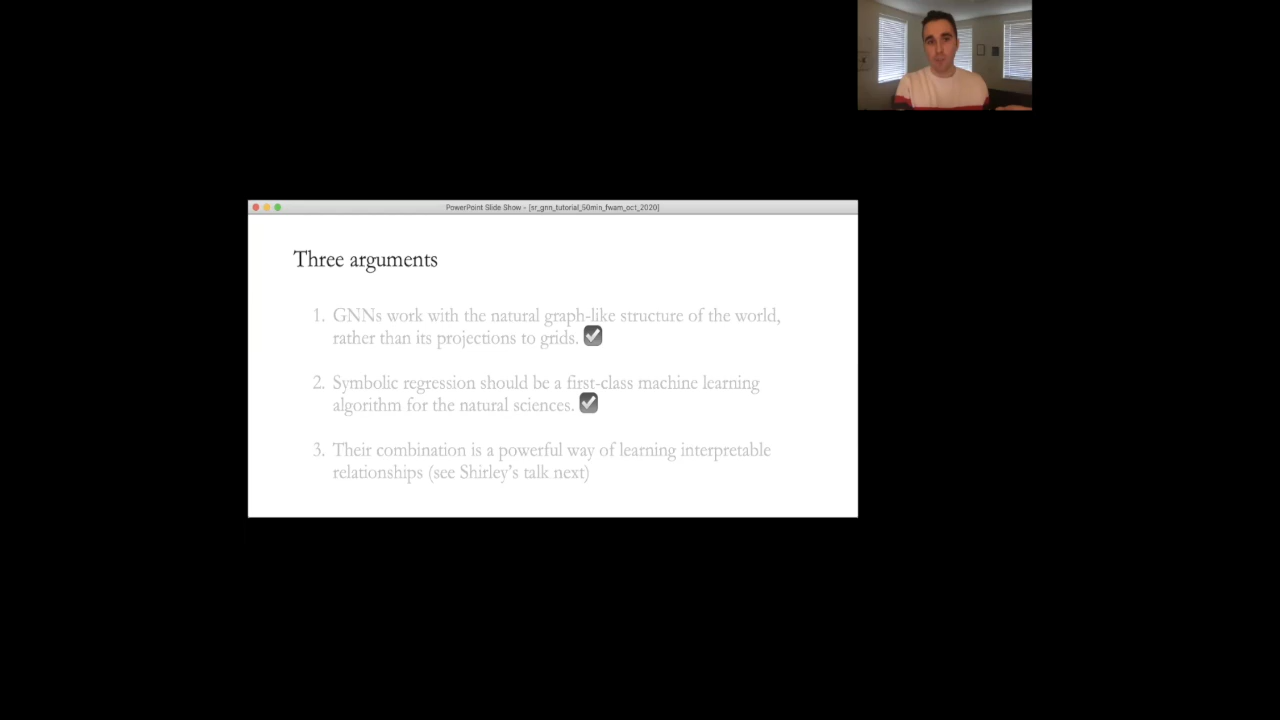 PowerPoint Slide Show - [sr_gnn_tutorial_50min_fwam_oct_2020]
Three arguments
1. GNNs work with the natural graph-like structure of the world,
rather than its projections to grids.
2. Symbolic regression should be a first-class machine learning
algorithm for the natural sciences.
3. Their combination is a powerful way of learning interpretable
relationships (see Shirley’s talk next)